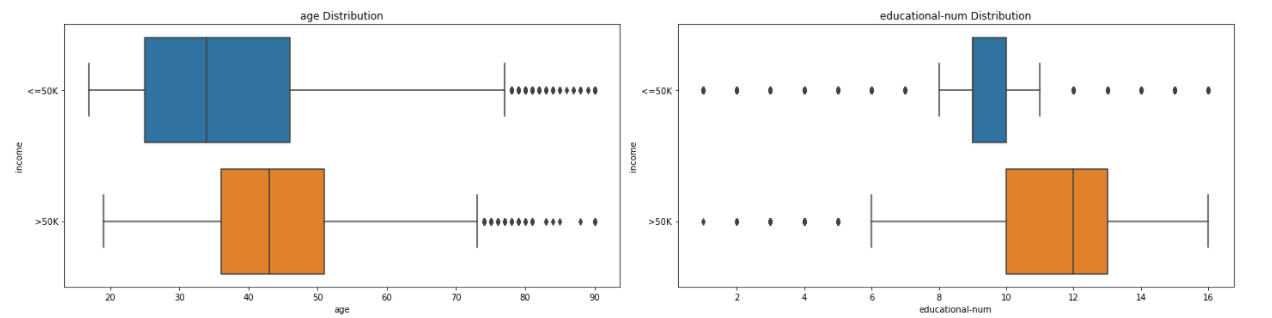 age Distribution
income
<=50K
>50K
20 30 40 50 60 70 80 90
age
educational-num Distribution
income
<=50K
>50K
2 4 6 8 10 12 14 16
educational-num